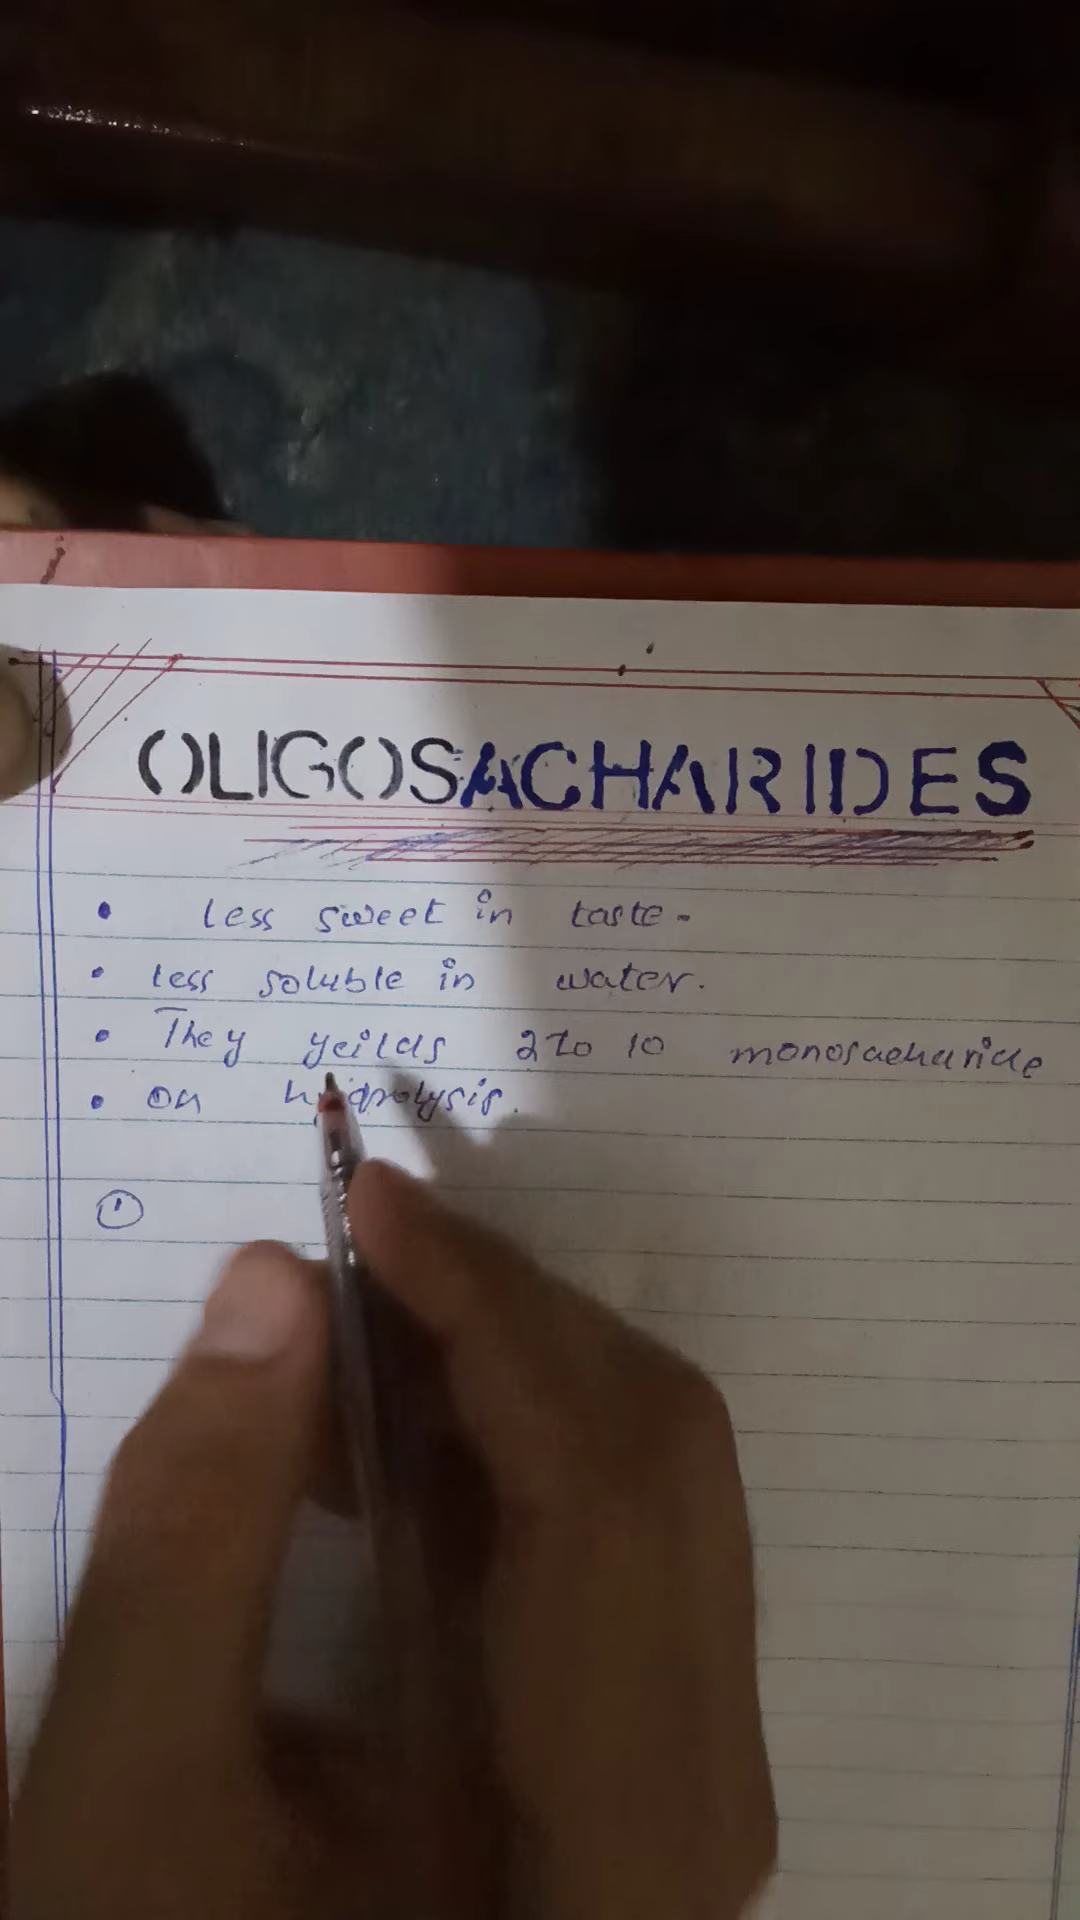 OLIGOSACHARIDES
• Less sweet in taste.
• less soluble in water.
• They yeilds 2 to 10 monosacharide
• on hydrolysis.
①